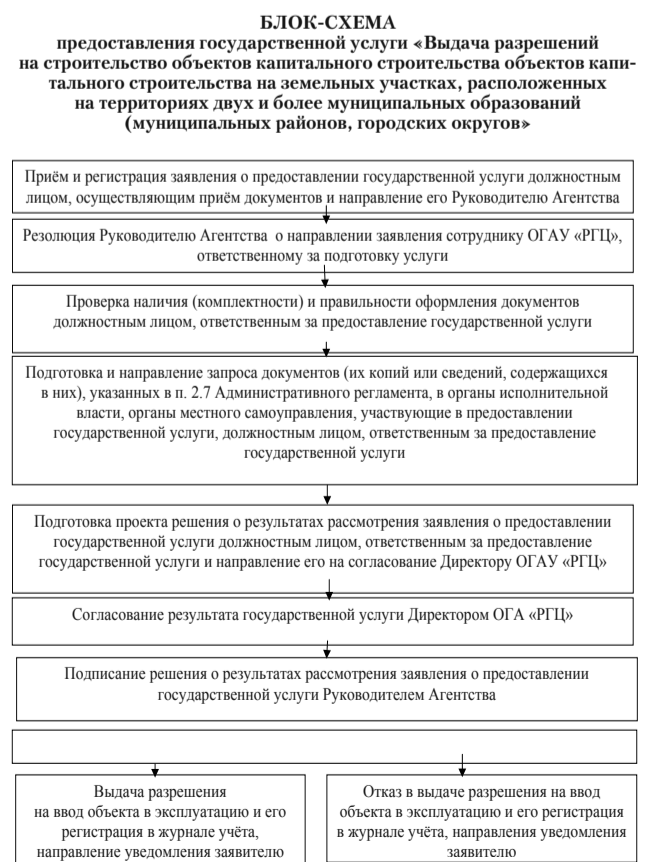 БЛОК-СХЕМА
предоставления государственной услуги «Выдача разрешений
на строительство объектов капитального строительства объектов капи-
тального строительства на земельных участках, расположенных
на территориях двух и более муниципальных образований
(муниципальных районов, городских округов»
Приём и регистрация заявления о предоставлении государственной услуги должностным
лицом, осуществляющим приём документов и направление его Руководителю Агентства
Резолюция Руководителю Агентства о направлении заявления сотруднику ОГАУ «РГЦ»,
ответственному за подготовку услуги
Проверка наличия (комплектности) и правильности оформления документов
должностным лицом, ответственным за предоставление государственной услуги
Подготовка и направление запроса документов (их копий или сведений, содержащихся
в них), указанных в п. 2.7 Административного регламента, в органы исполнительной
власти, органы местного самоуправления, участвующие в предоставлении
государственной услуги, должностным лицом, ответственным за предоставление
государственной услуги
Подготовка проекта решения о результатах рассмотрения заявления о предоставлении
государственной услуги должностным лицом, ответственным за предоставление
государственной услуги и направление его на согласование Директору ОГАУ «РГЦ»
Согласование результата государственной услуги Директором ОГА «РГЦ»
Подписание решения о результатах рассмотрения заявления о предоставлении
государственной услуги Руководителем Агентства
Выдача разрешения
на ввод объекта в эксплуатацию и его
регистрация в журнале учёта,
направление уведомления заявителю
Отказ в выдаче разрешения на ввод
объекта в эксплуатацию и его регистрация
в журнале учёта, направления уведомления
заявителю